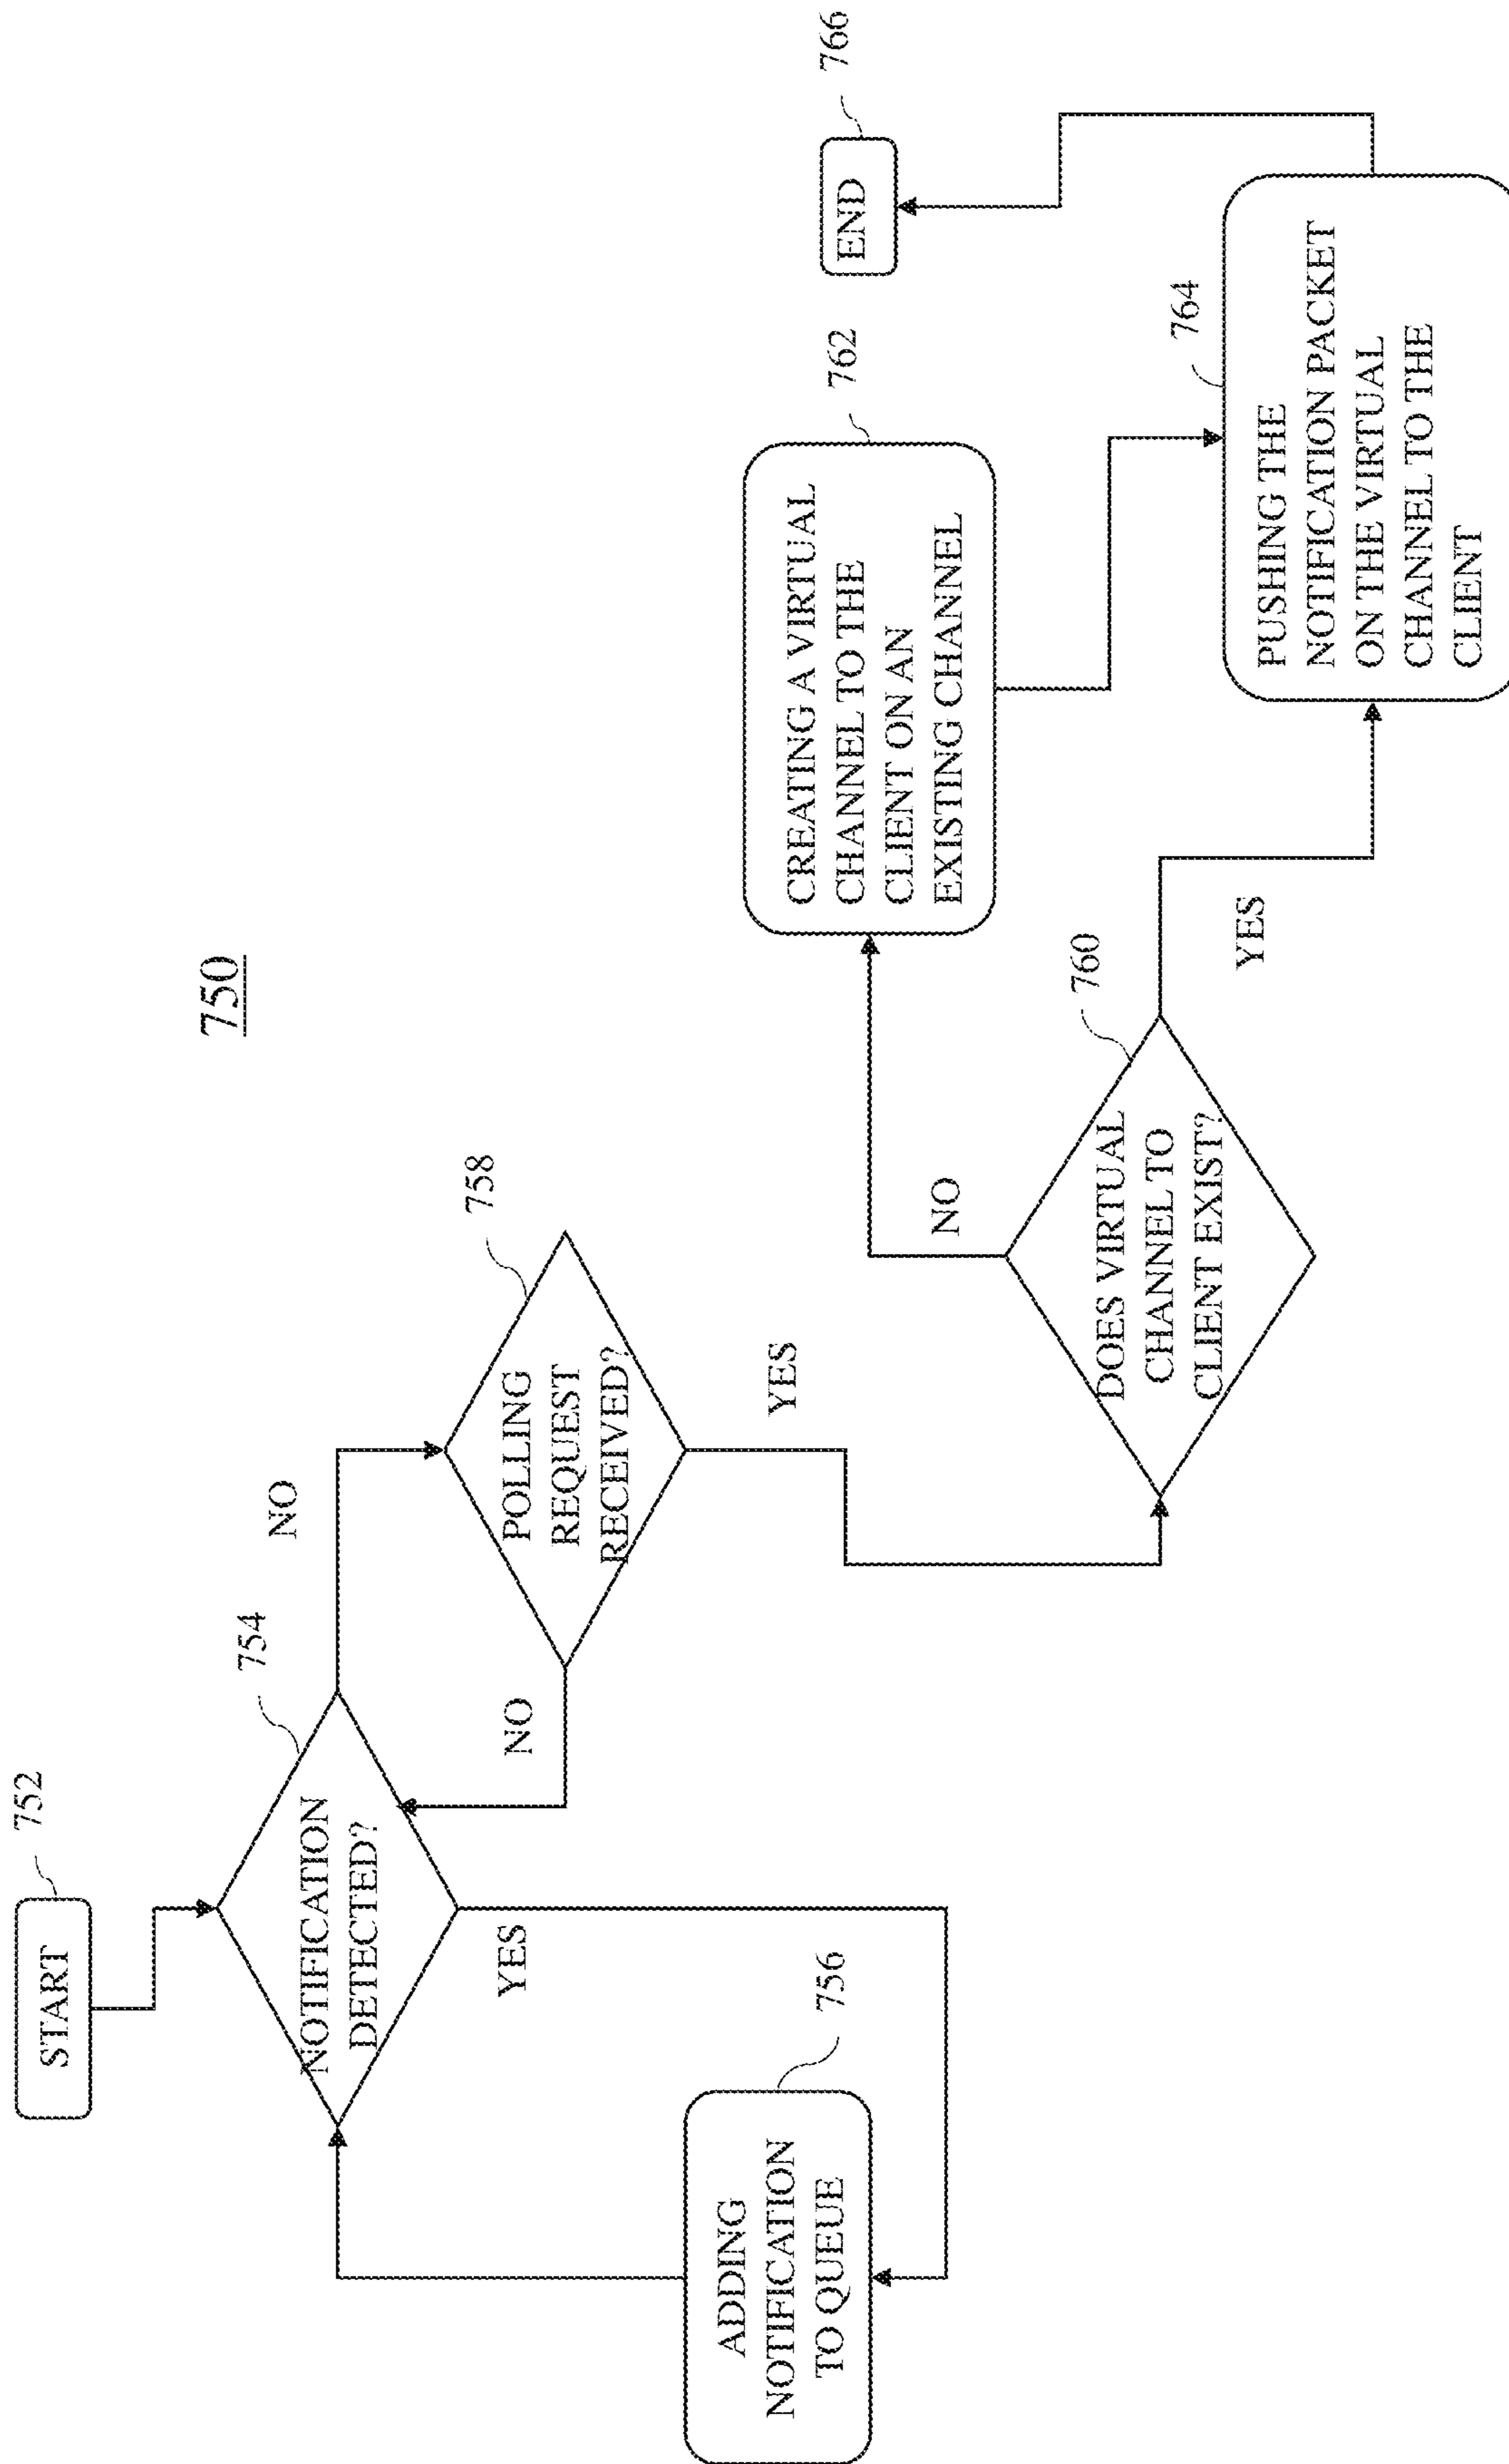 750
752
START
754
NOTIFICATION
DETECTED?
NO
YES
756
ADDING
NOTIFICATION
TO QUEUE
758
POLLING
REQUEST
RECEIVED?
NO
YES
760
DOES VIRTUAL
CHANNEL TO
CLIENT EXIST?
NO
YES
762
CREATING A VIRTUAL
CHANNEL TO THE
CLIENT ON AN
EXISTING CHANNEL
764
PUSHING THE
NOTIFICATION PACKET
ON THE VIRTUAL
CHANNEL TO THE
CLIENT
766
END